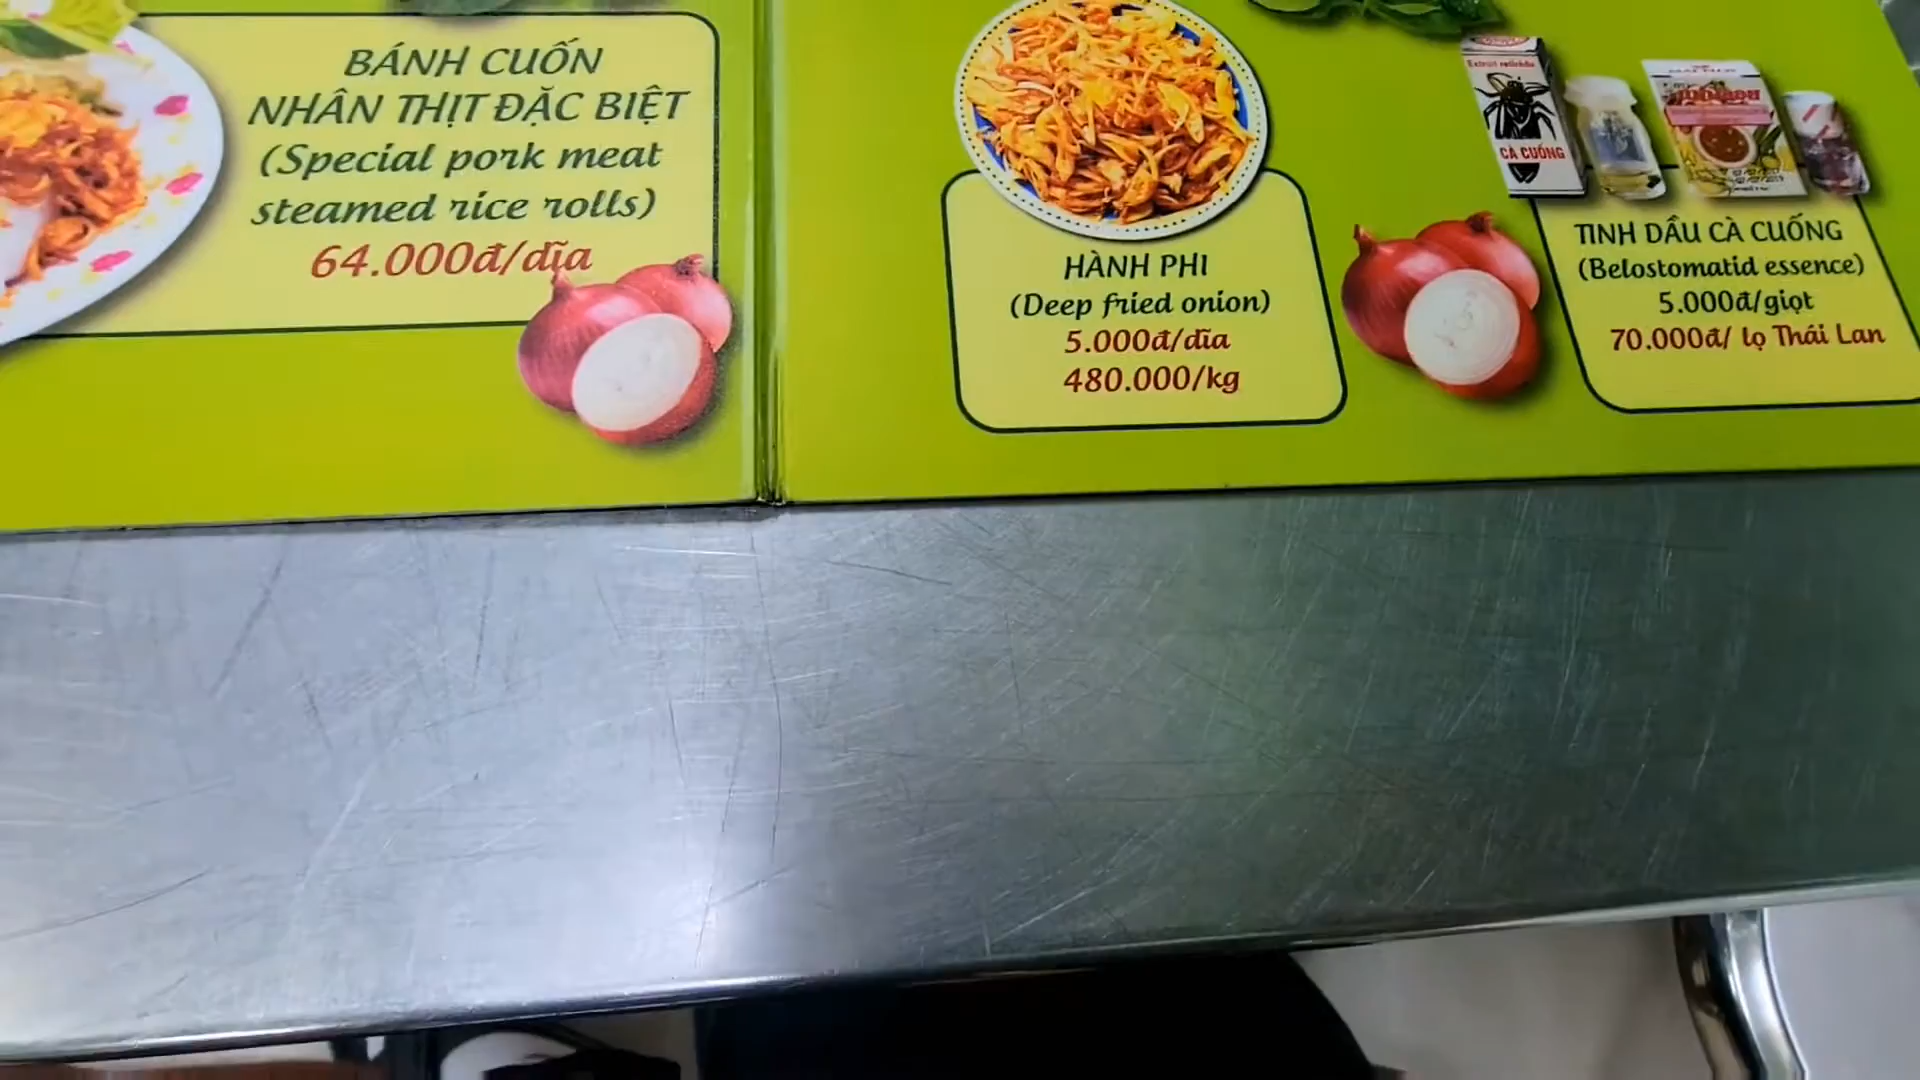 BÁNH CUỐN
NHÂN THỊT ĐẶC BIỆT
(Special pork meat
steamed rice rolls)
64.000đ/dĩa
HÀNH PHI
(Deep fried onion)
5.000đ/dĩa
480.000/kg
CÀ CUỐNG
TINH DẦU CÀ CUỐNG
(Belostomatid essence)
5.000đ/giọt
70.000đ/ lọ Thái Lan